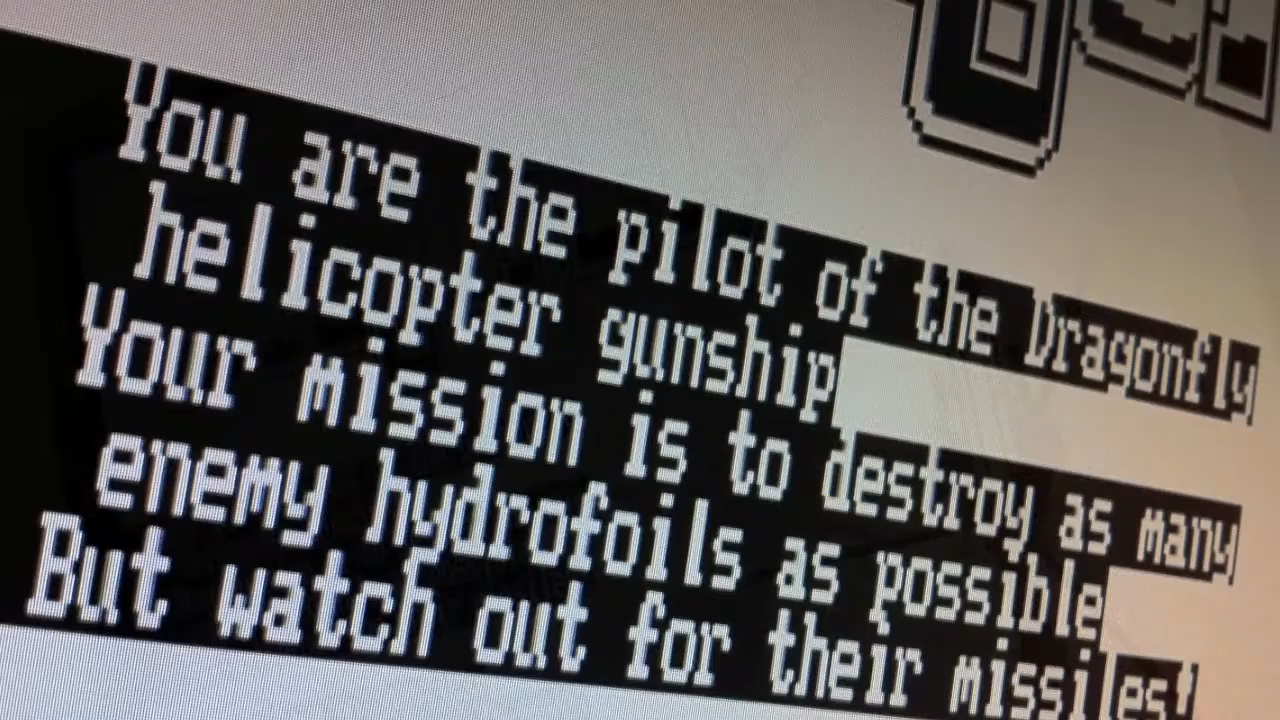 You are the pilot of the Dragonfly
helicopter gunship
Your mission is to destroy as many
enemy hydrofoils as possible
But watch out for their missiles!